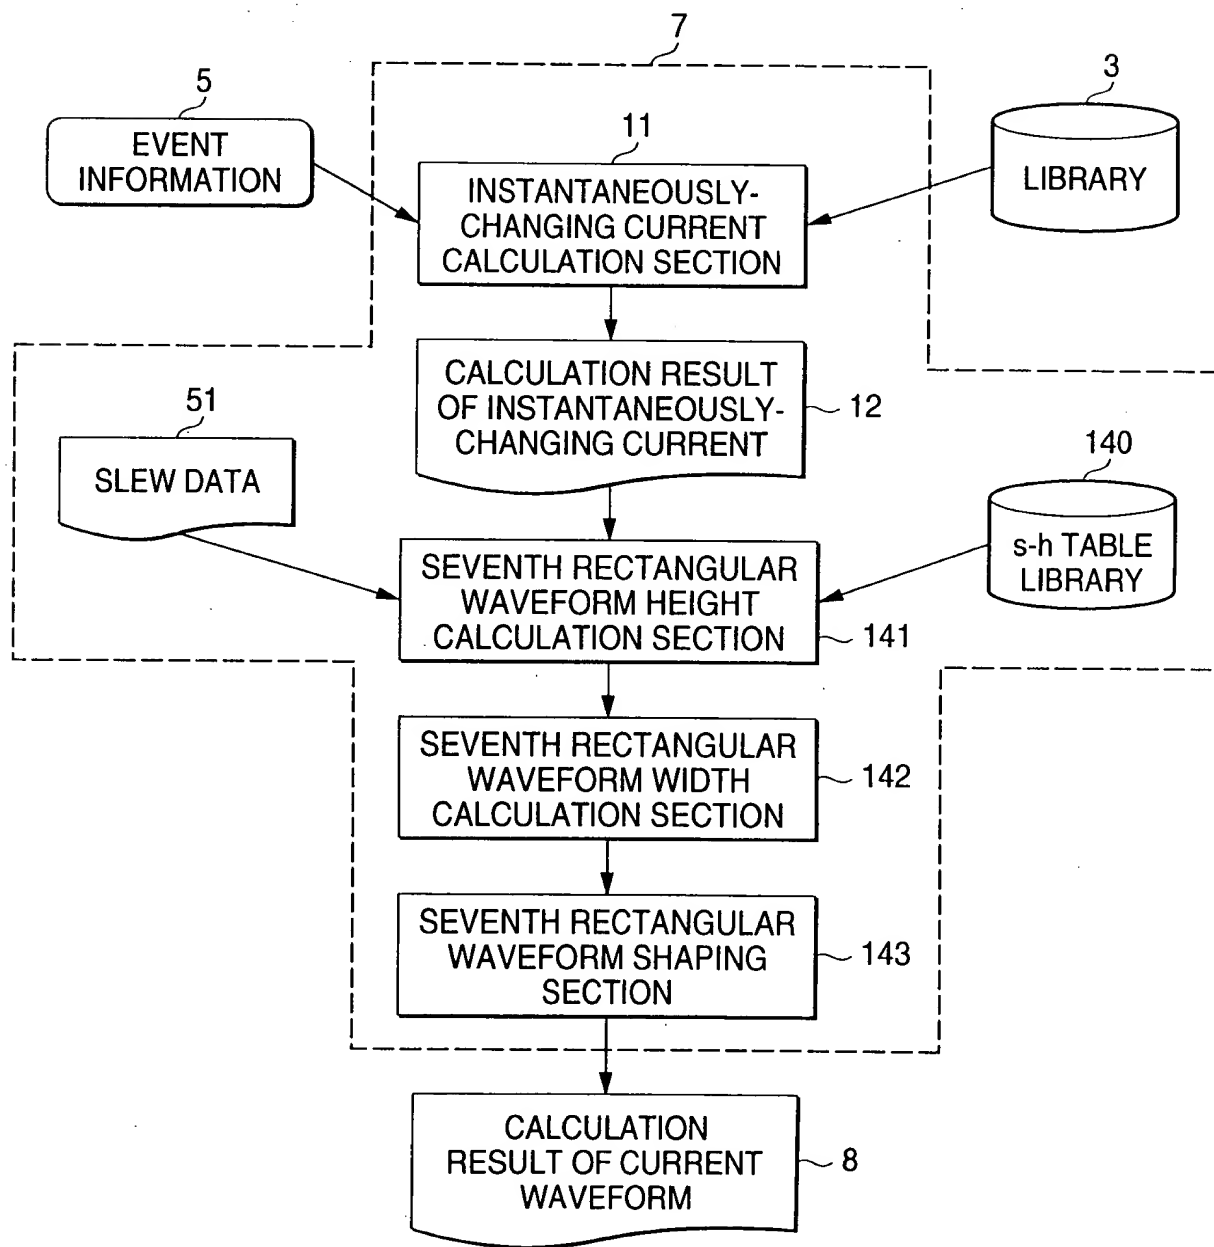 7
5
3
EVENT
INFORMATION
11
INSTANTANEOUSLY-
CHANGING CURRENT
CALCULATION SECTION
LIBRARY
CALCULATION RESULT
OF INSTANTANEOUSLY-
CHANGING CURRENT
12
51
SLEW DATA
140
s-h TABLE
LIBRARY
SEVENTH RECTANGULAR
WAVEFORM HEIGHT
CALCULATION SECTION
141
SEVENTH RECTANGULAR
WAVEFORM WIDTH
CALCULATION SECTION
142
SEVENTH RECTANGULAR
WAVEFORM SHAPING
SECTION
143
CALCULATION
RESULT OF CURRENT
WAVEFORM
8